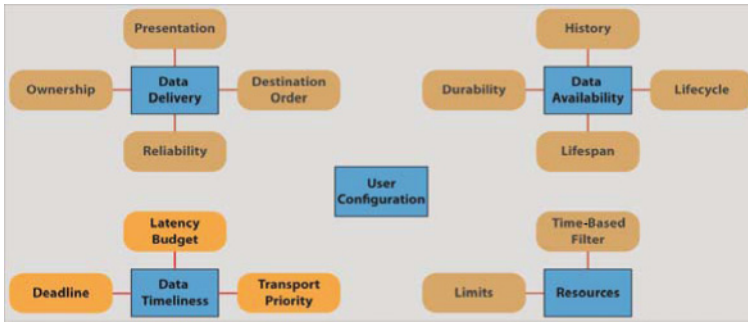 Presentation
Ownership
Data
Delivery
Destination
Order
Reliability
History
Durability
Data
Availability
Lifecycle
Lifespan
User
Configuration
Latency
Budget
Deadline
Data
Timeliness
Transport
Priority
Time-Based
Filter
Limits
Resources